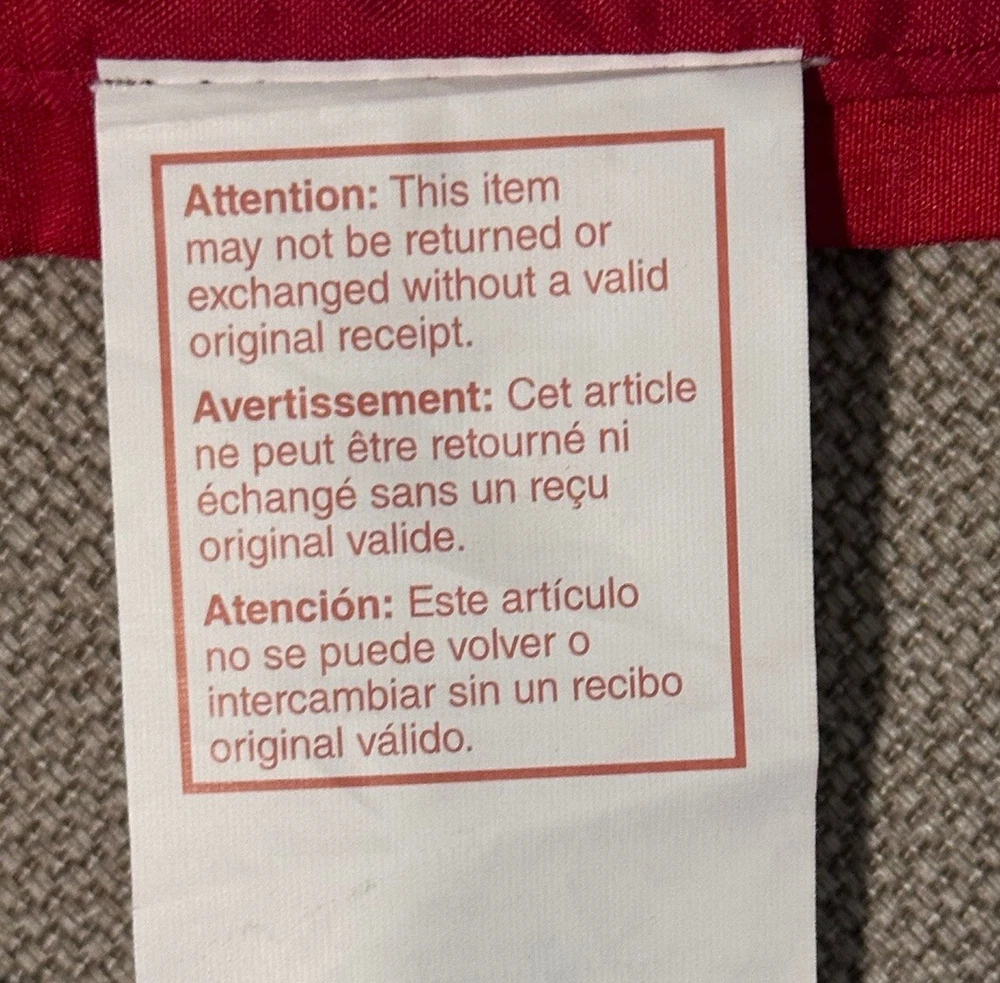 Attention: This item
may not be returned or
exchanged without a valid
original receipt.
Avertissement: Cet article
ne peut être retourné ni
échangé sans un reçu
original valide.
Atención: Este artículo
no se puede volver o
intercambiar sin un recibo
original válido.